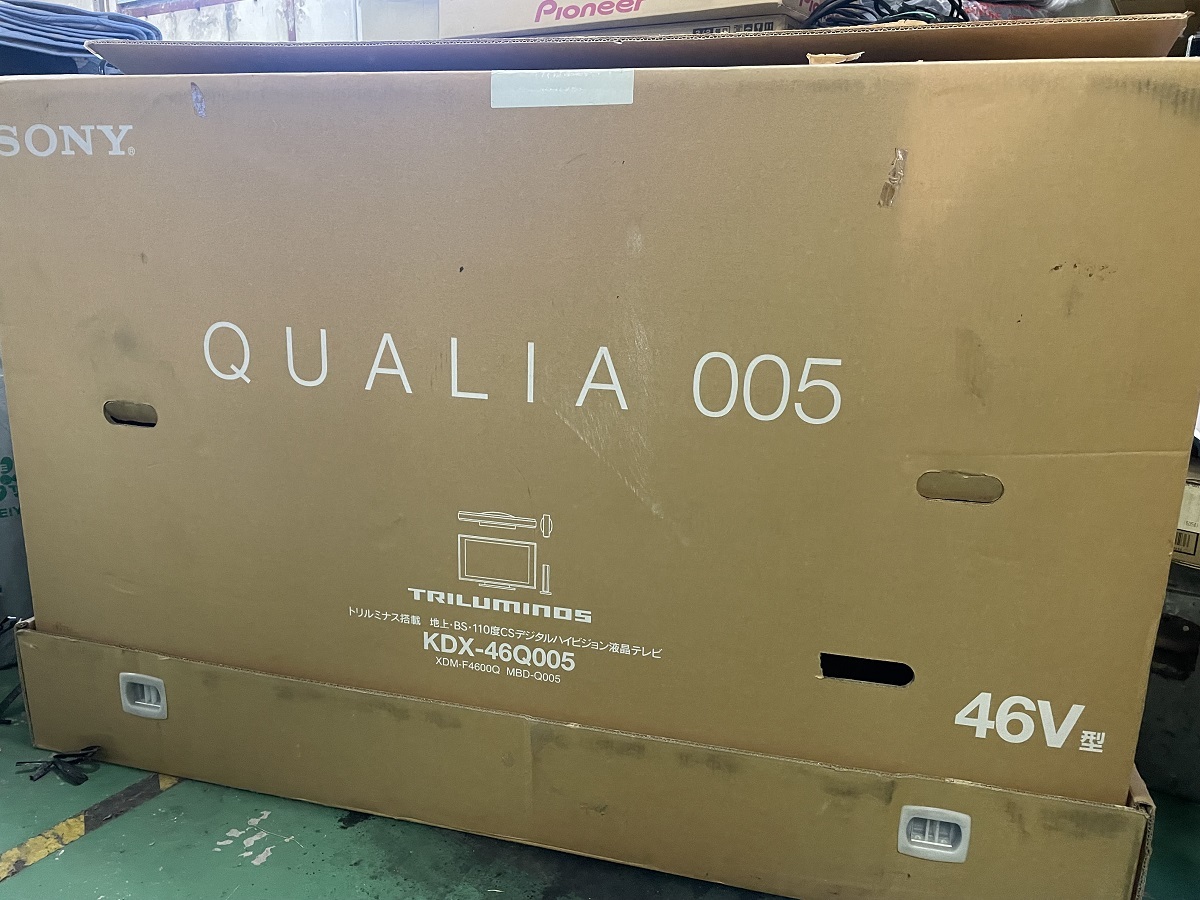 Pioneer
SONY®
QUALIA 005
TRILUMINOS
トリルミナス搭載 地上・BS・110度CSデジタルハイビジョン液晶テレビ
KDX-46Q005
XDM-F4600Q MBD-Q005
46V型